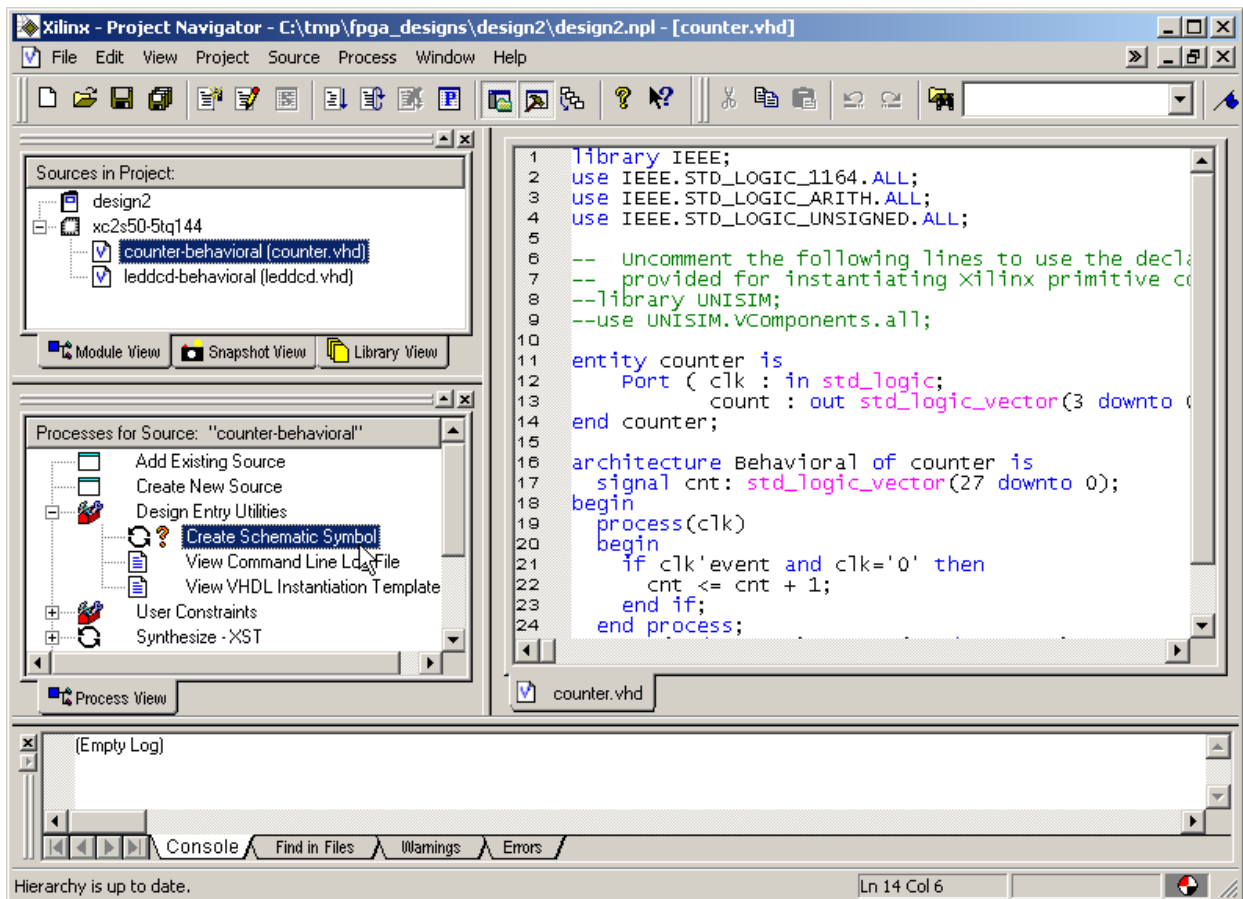 Xilinx - Project Navigator - C:\tmp\fpga_designs\design2\design2.npl - [counter.vhd]
File Edit View Project Source Process Window Help
Sources in Project:
design2
xc2s50-5tq144
counter-behavioral (counter.vhd)
leddcd-behavioral (leddcd.vhd)
Module View Snapshot View Library View
Processes for Source: "counter-behavioral"
Add Existing Source
Create New Source
Design Entry Utilities
Create Schematic Symbol
View Command Line Log File
View VHDL Instantiation Template
User Constraints
Synthesize - XST
Process View
1 library IEEE;
2 use IEEE.STD_LOGIC_1164.ALL;
3 use IEEE.STD_LOGIC_ARITH.ALL;
4 use IEEE.STD_LOGIC_UNSIGNED.ALL;
5
6 -- Uncomment the following lines to use the decla
7 -- provided for instantiating Xilinx primitive co
8 --library UNISIM;
9 --use UNISIM.VComponents.all;
10
11 entity counter is
12 Port ( clk : in std_logic;
13 count : out std_logic_vector(3 downto 0
14 end counter;
15
16 architecture Behavioral of counter is
17 signal cnt: std_logic_vector(27 downto 0);
18 begin
19 process(clk)
20 begin
21 if clk'event and clk='0' then
22 cnt <= cnt + 1;
23 end if;
24 end process;
counter.vhd
(Empty Log)
Console Find in Files Warnings Errors
Hierarchy is up to date. Ln 14 Col 6